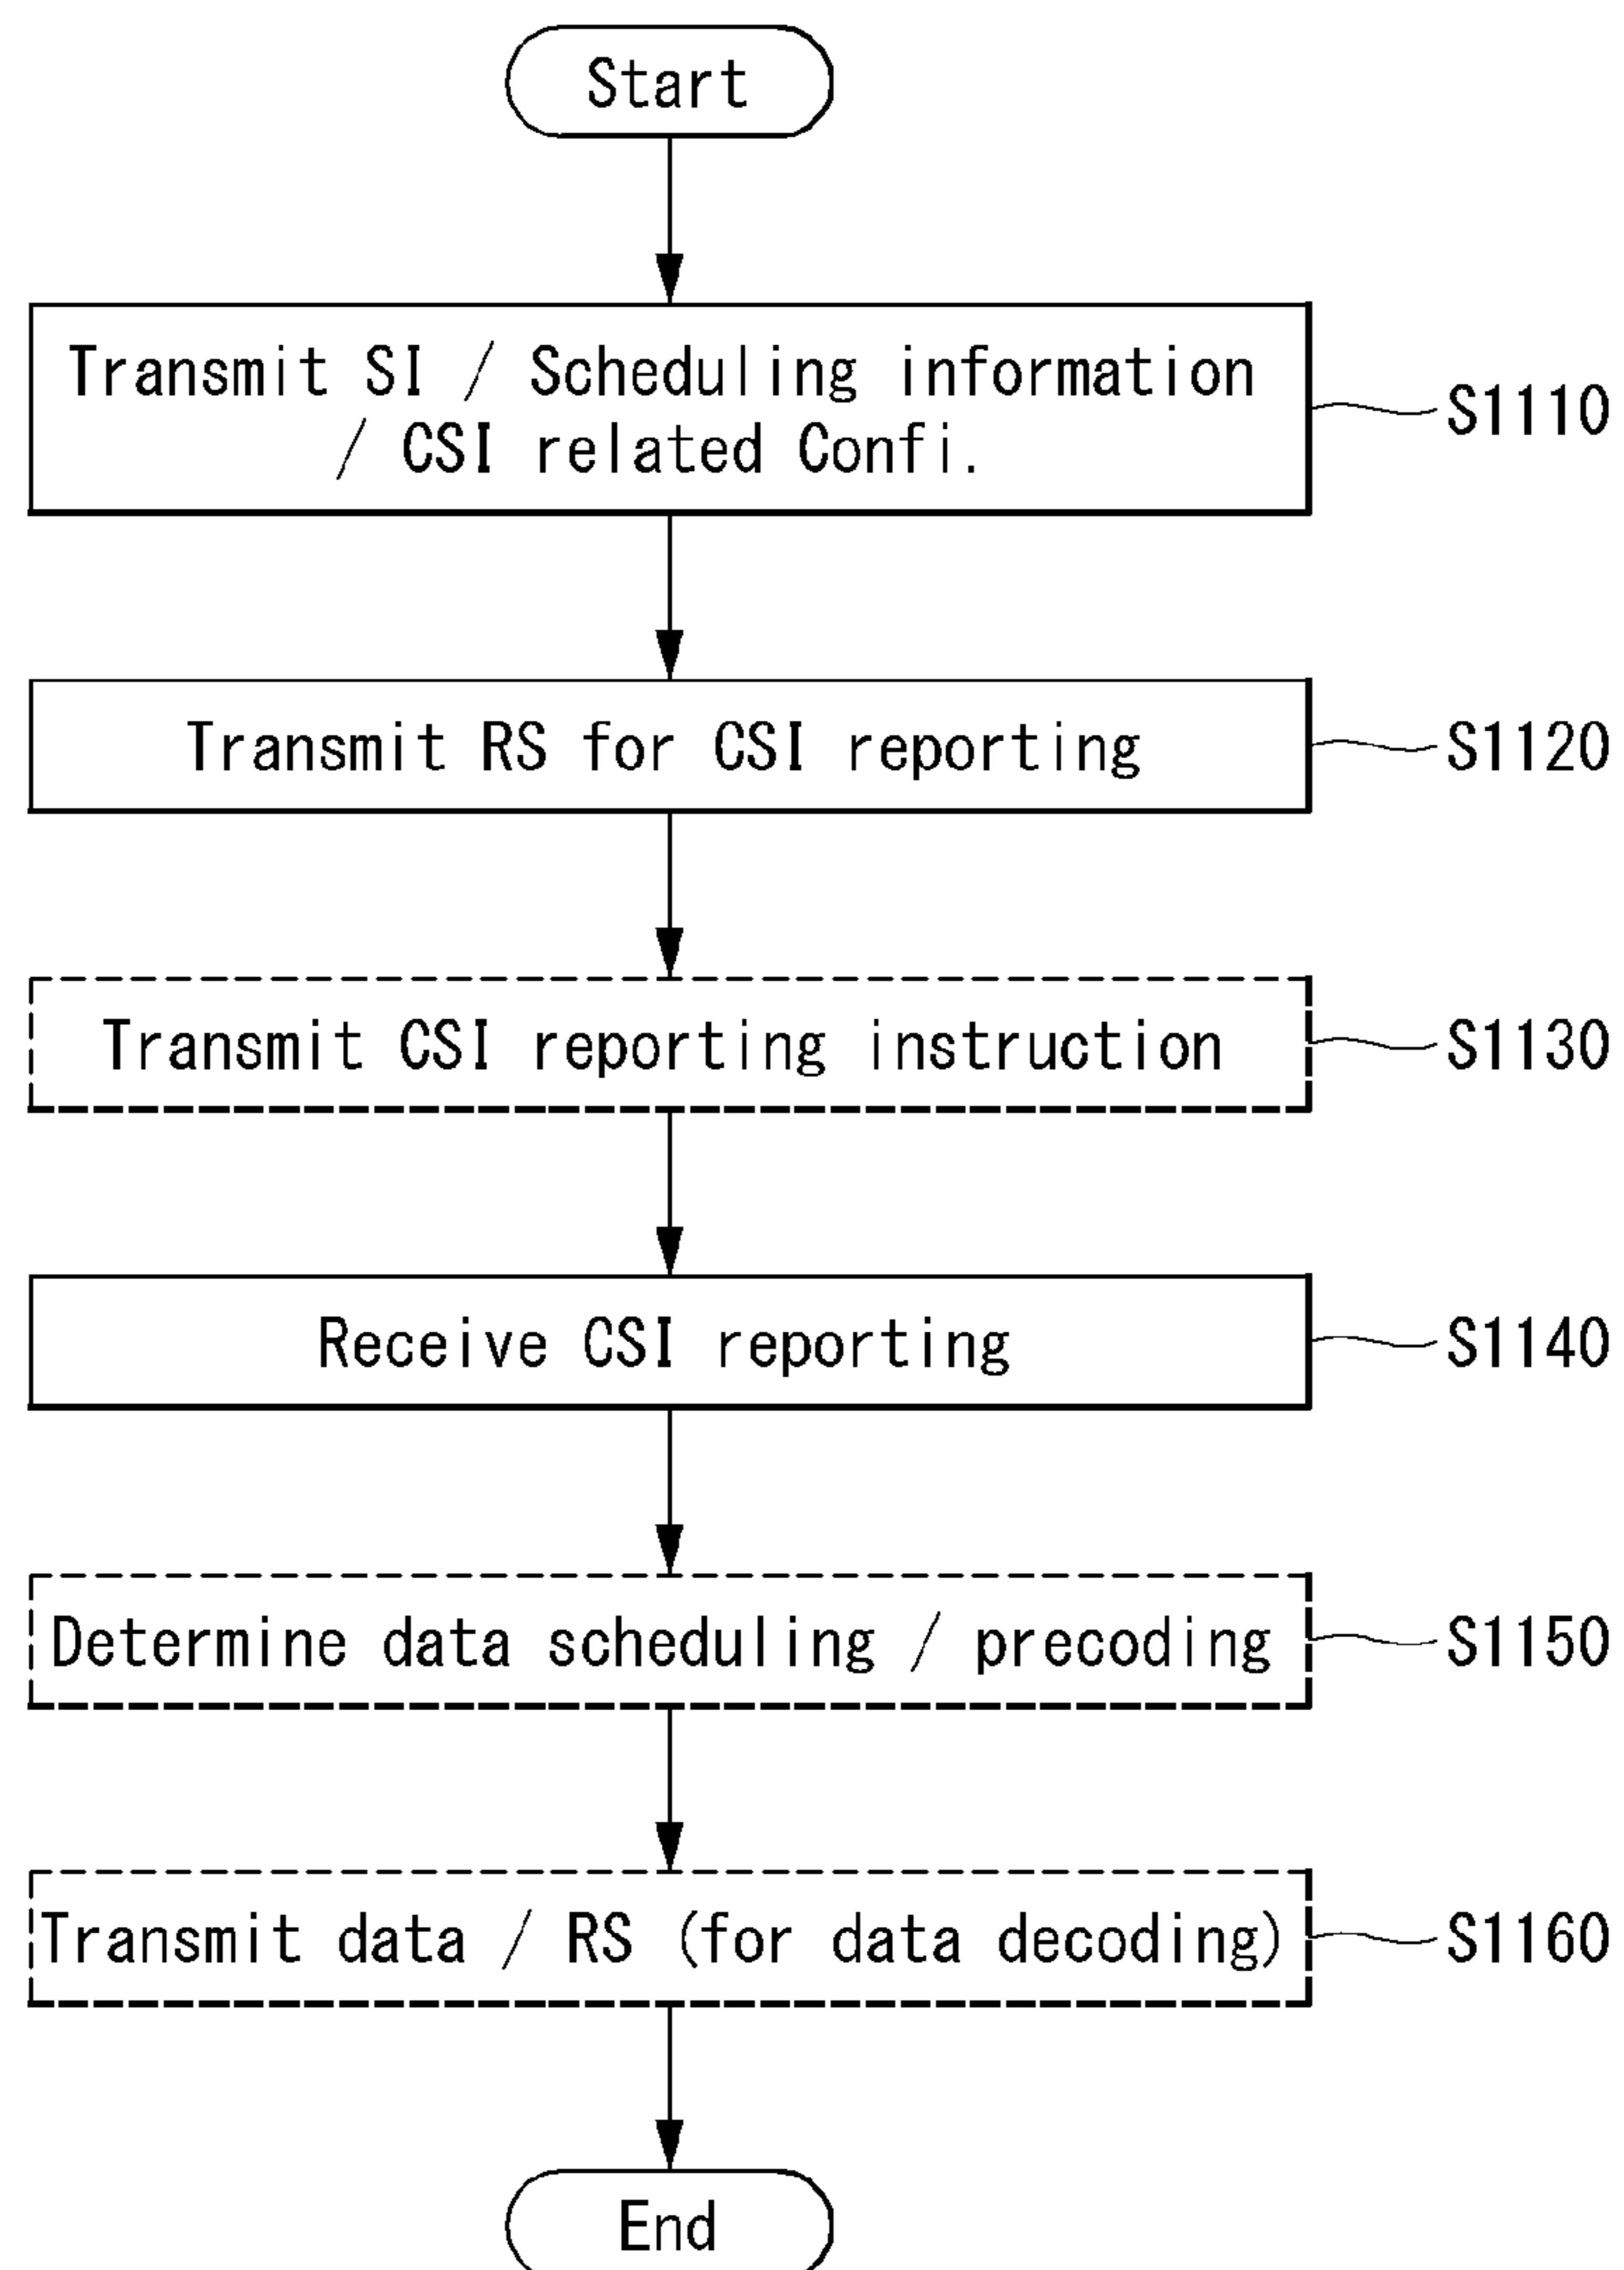 Start
Transmit SI / Scheduling information
/ CSI related Confi.
S1110
Transmit RS for CSI reporting
S1120
Transmit CSI reporting instruction
S1130
Receive CSI reporting
S1140
Determine data scheduling / precoding
S1150
Transmit data / RS (for data decoding)
S1160
End